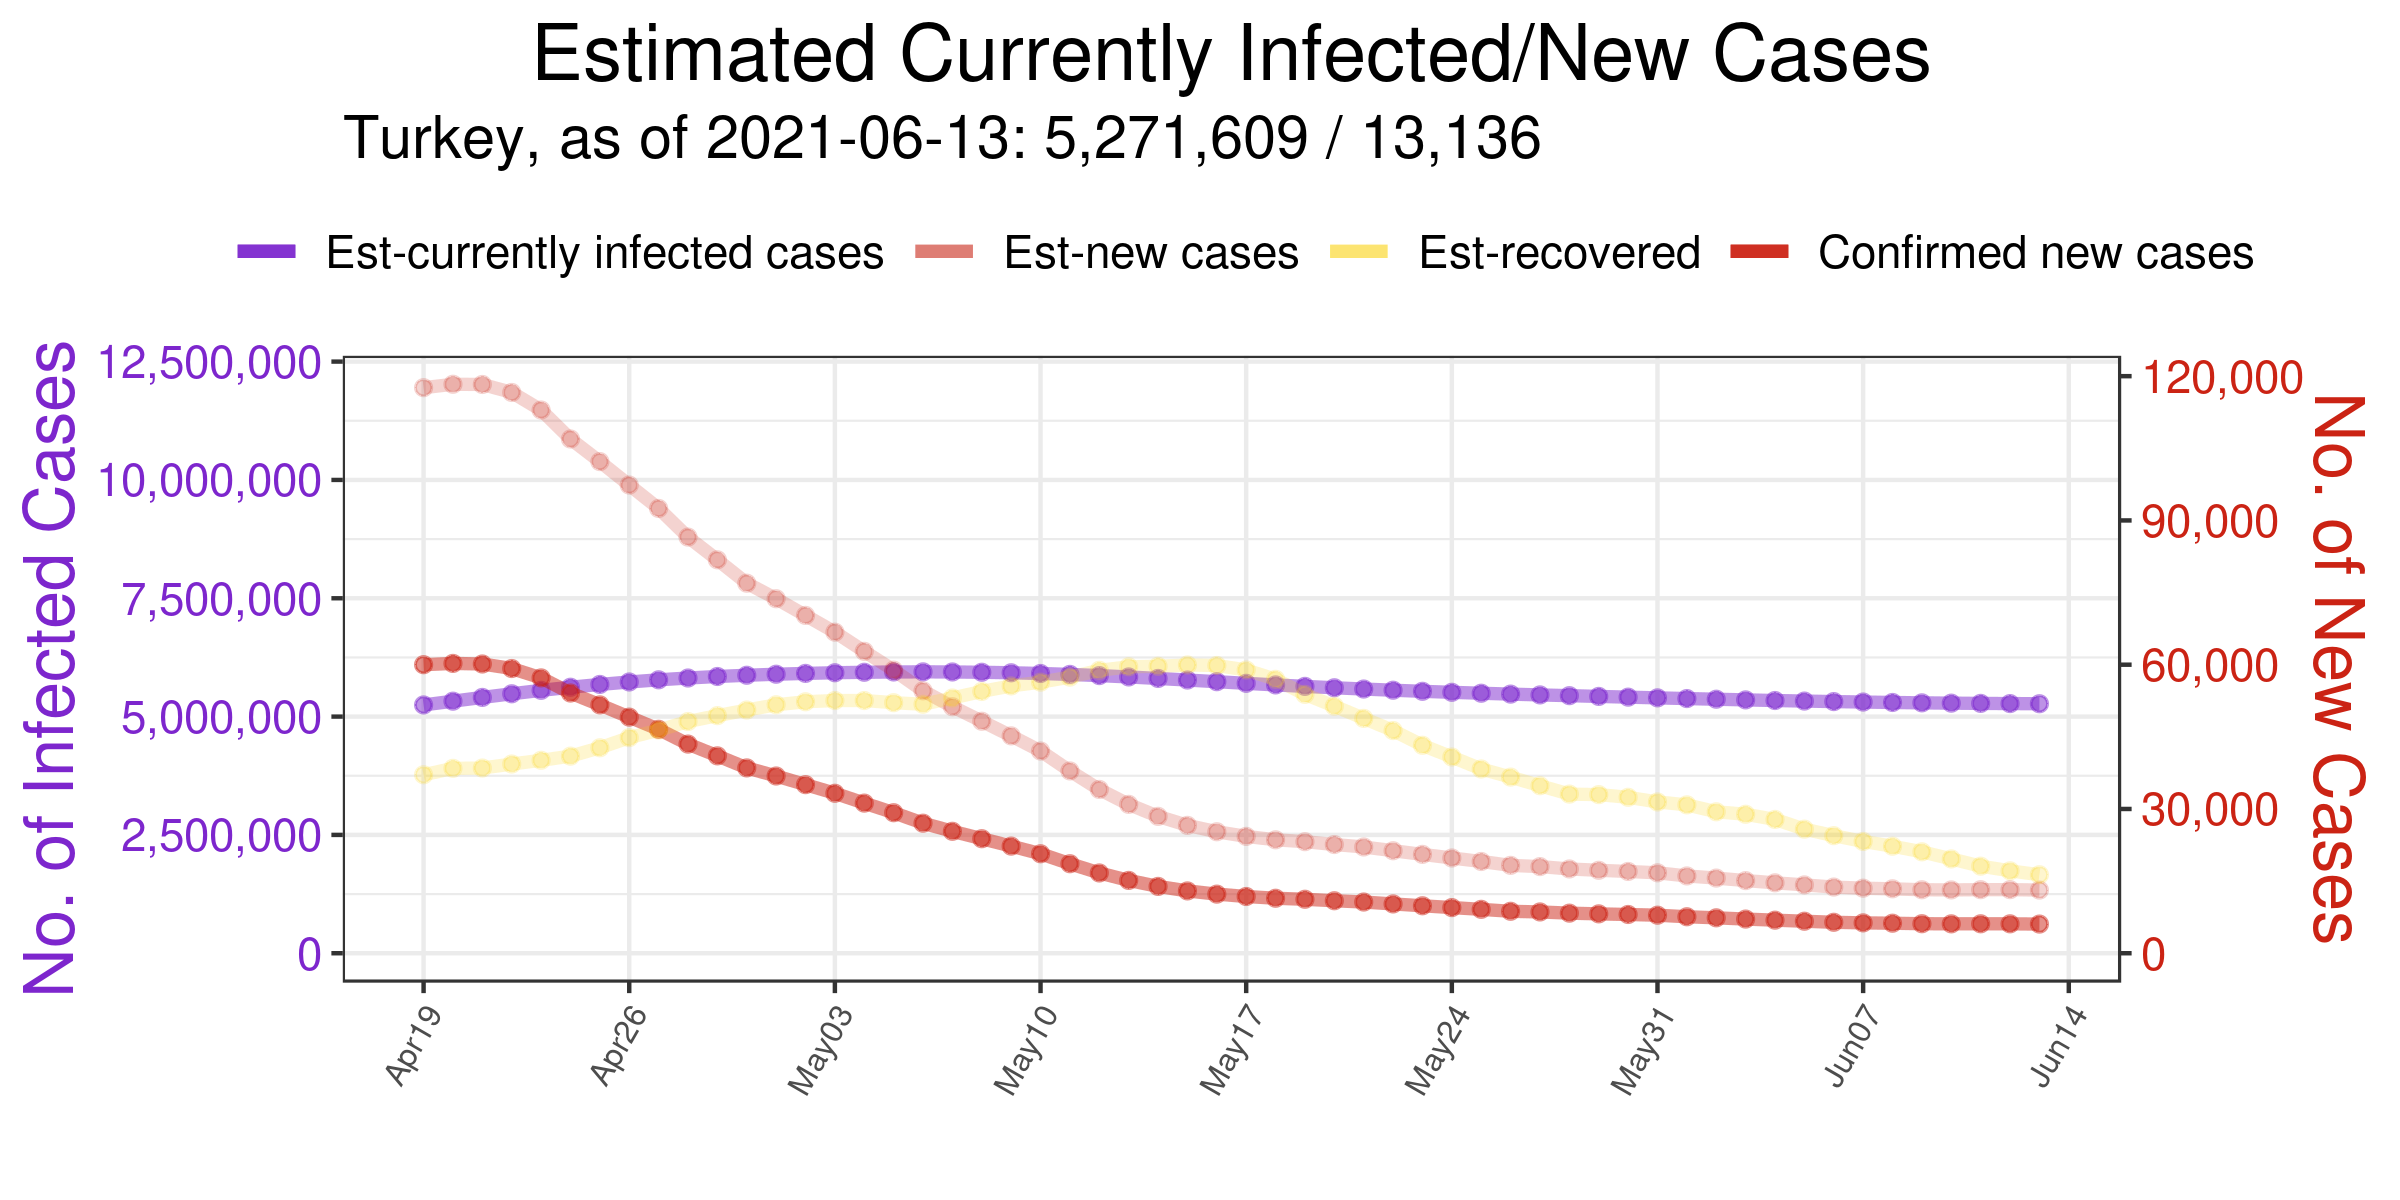 Estimated Currently Infected/New Cases
Turkey, as of 2021-06-13: 5,271,609 / 13,136
Est-currently infected cases Est-new cases Est-recovered Confirmed new cases
No. of Infected Cases
12,500,000
10,000,000
7,500,000
5,000,000
2,500,000
0
120,000
90,000
60,000
30,000
0
No. of New Cases
Apr19 Apr26 May03 May10 May17 May24 May31 Jun07 Jun14